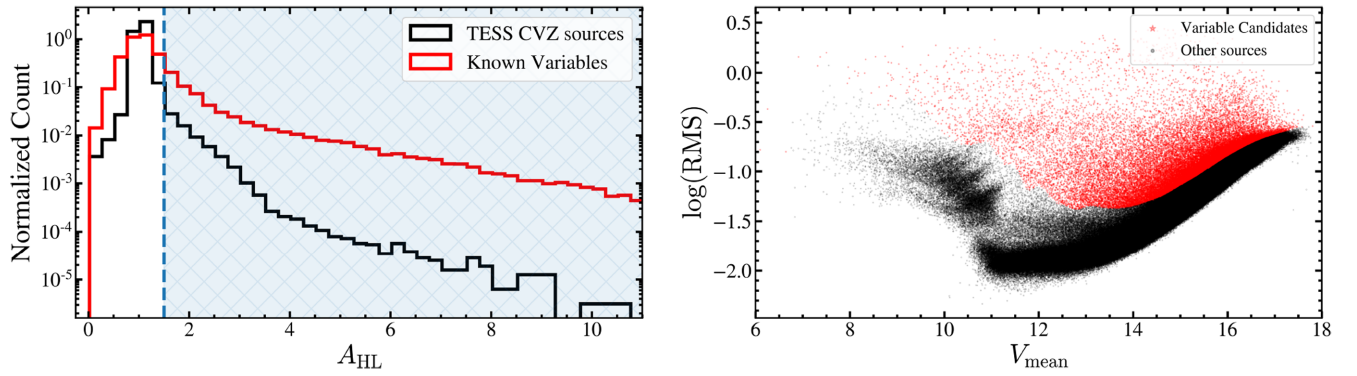 TESS CVZ sources
Known Variables
Normalized Count
10⁰
10⁻¹
10⁻²
10⁻³
10⁻⁴
10⁻⁵
0 2 4 6 8 10
A_HL
Variable Candidates
Other sources
log(RMS)
0.5
0.0
−0.5
−1.0
−1.5
−2.0
6 8 10 12 14 16 18
V_mean